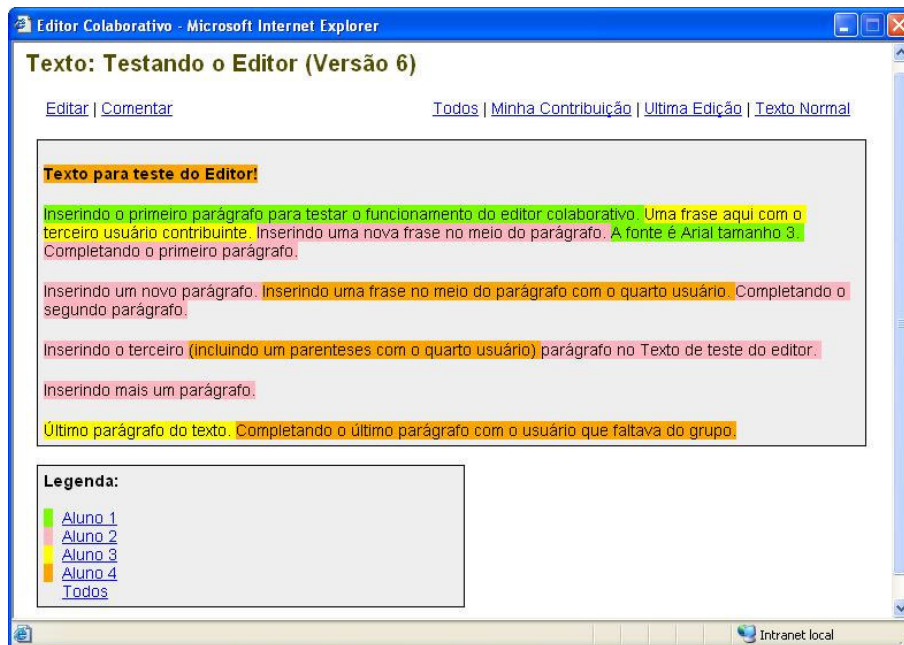 Editor Colaborativo - Microsoft Internet Explorer
Texto: Testando o Editor (Versão 6)
Editar | Comentar
Todos | Minha Contribuição | Ultima Edição | Texto Normal
Texto para teste do Editor!
Inserindo o primeiro parágrafo para testar o funcionamento do editor colaborativo. Uma frase aqui com o
terceiro usuário contribuinte. Inserindo uma nova frase no meio do parágrafo. A fonte é Arial tamanho 3.
Completando o primeiro parágrafo.
Inserindo um novo parágrafo. Inserindo uma frase no meio do parágrafo com o quarto usuário. Completando o
segundo parágrafo.
Inserindo o terceiro (incluindo um parenteses com o quarto usuário) parágrafo no Texto de teste do editor.
Inserindo mais um parágrafo.
Último parágrafo do texto. Completando o último parágrafo com o usuário que faltava do grupo.
Legenda:
Aluno 1
Aluno 2
Aluno 3
Aluno 4
Todos
Intranet local